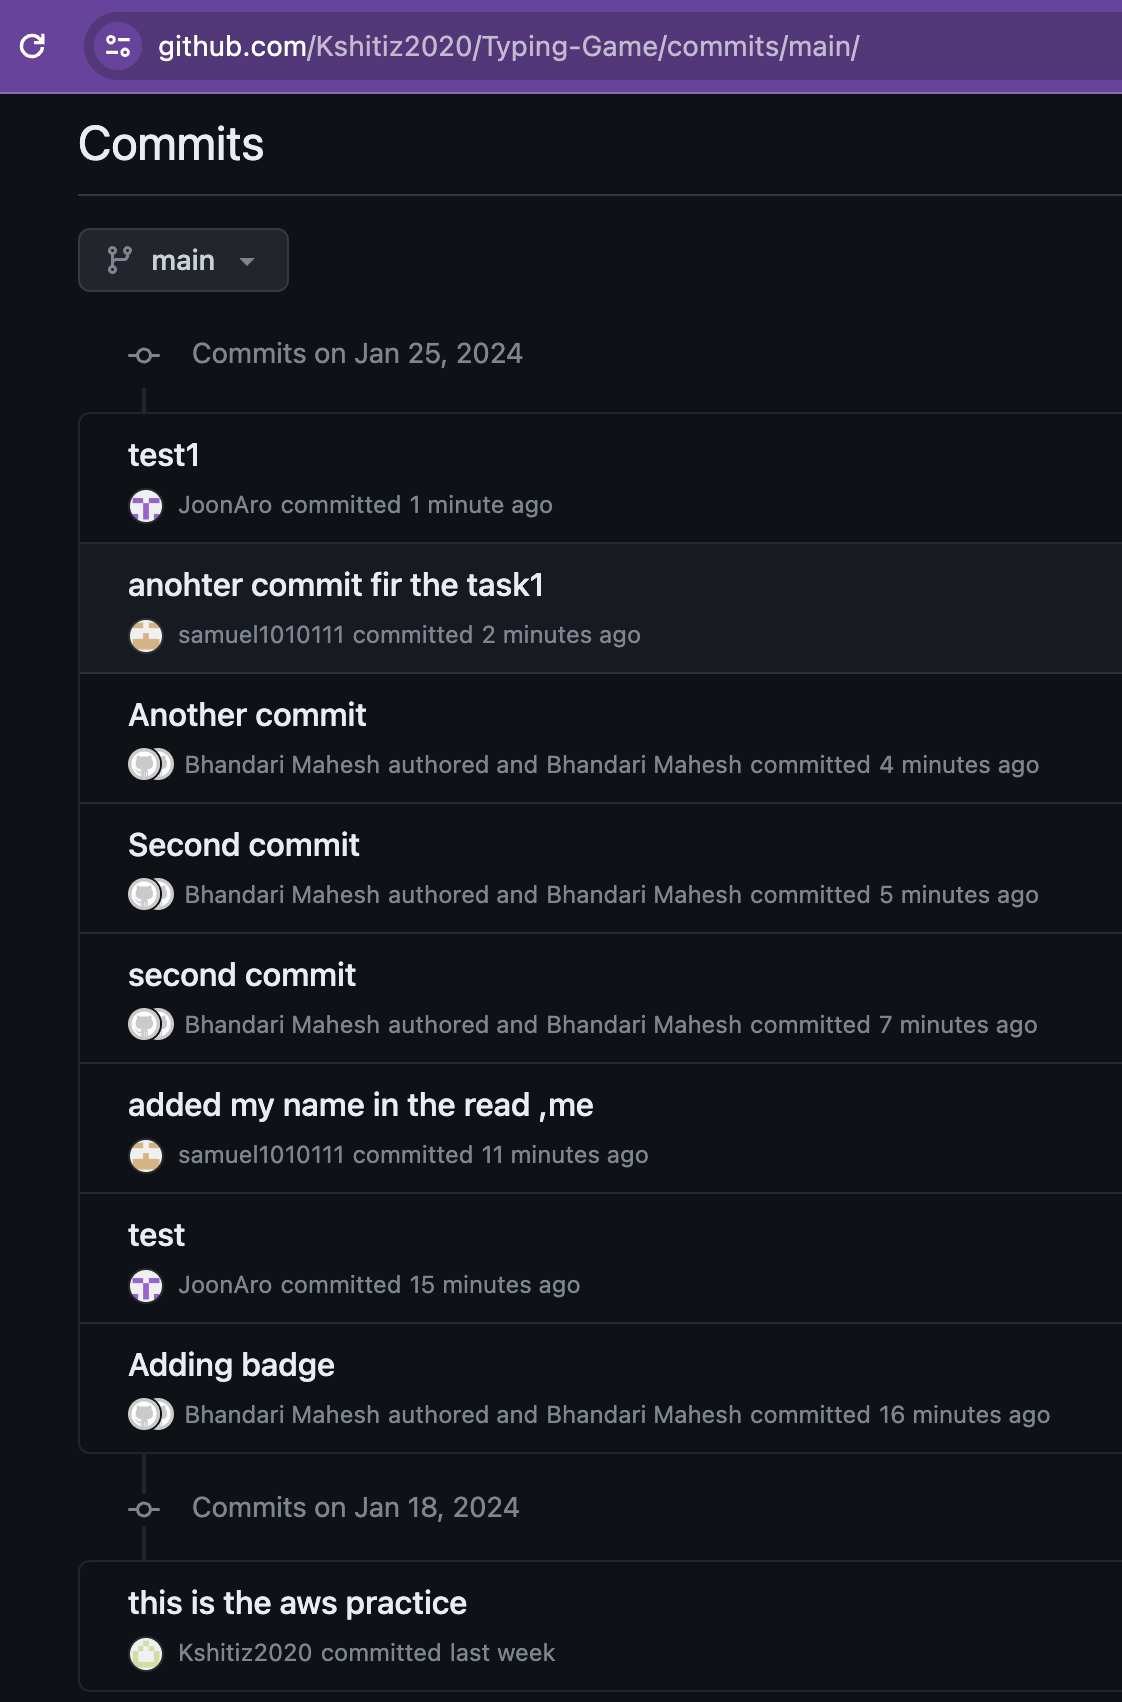 github.com/Kshitiz2020/Typing-Game/commits/main/
Commits
main
Commits on Jan 25, 2024
test1
JoonAro committed 1 minute ago
anohter commit fir the task1
samuel1010111 committed 2 minutes ago
Another commit
Bhandari Mahesh authored and Bhandari Mahesh committed 4 minutes ago
Second commit
Bhandari Mahesh authored and Bhandari Mahesh committed 5 minutes ago
second commit
Bhandari Mahesh authored and Bhandari Mahesh committed 7 minutes ago
added my name in the read ,me
samuel1010111 committed 11 minutes ago
test
JoonAro committed 15 minutes ago
Adding badge
Bhandari Mahesh authored and Bhandari Mahesh committed 16 minutes ago
Commits on Jan 18, 2024
this is the aws practice
Kshitiz2020 committed last week